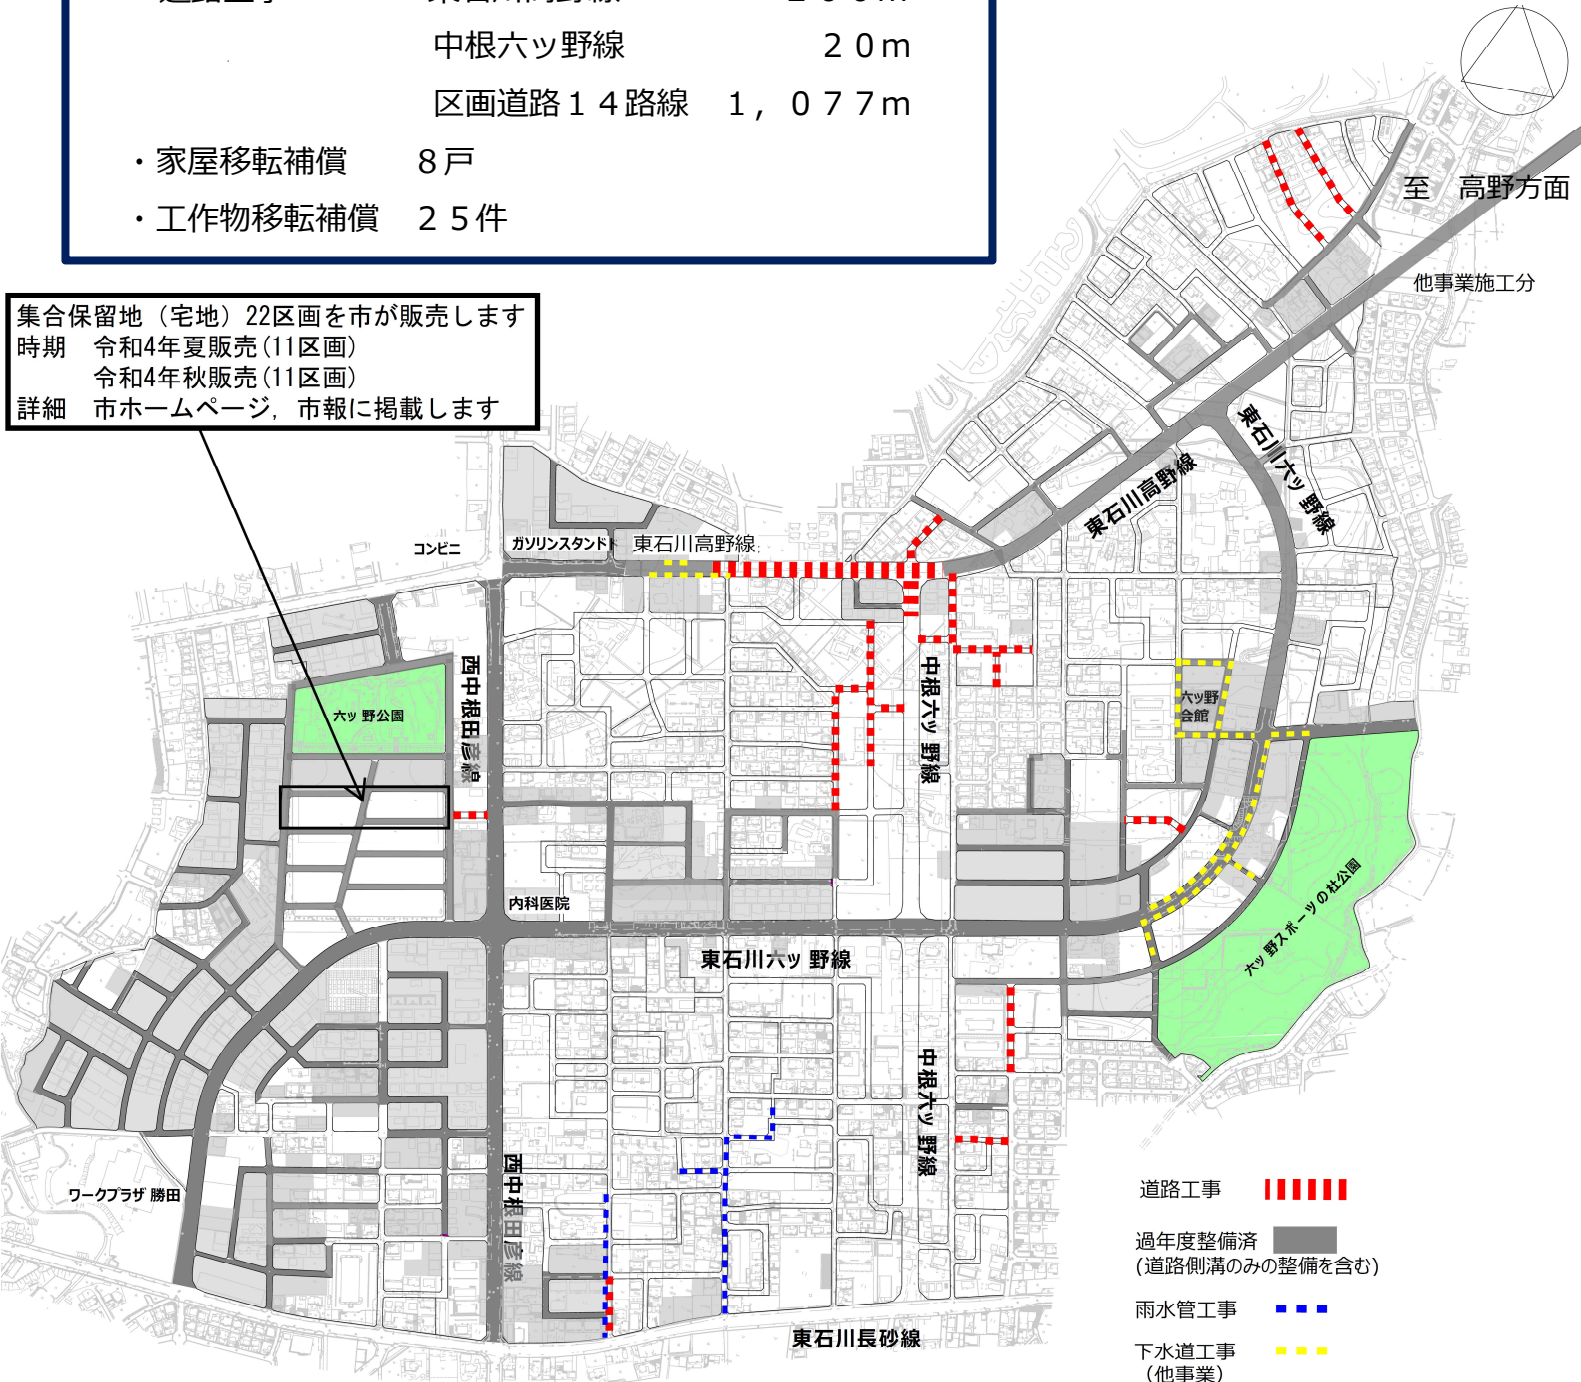 中根六ッ野線　２０ｍ
区画道路１４路線　１，０７７ｍ
・家屋移転補償　８戸
・工作物移転補償　２５件
至　高野方面
他事業施工分
集合保留地（宅地）22区画を市が販売します
時期　令和4年夏販売(11区画)
令和4年秋販売(11区画)
詳細　市ホームページ，市報に掲載します
東石川六ッ野線
東石川高野線
コンビニ
ガソリンスタンド
東石川高野線
西中根田彦線
中根六ッ野線
六ッ野公園
六ッ野
会館
内科医院
東石川六ッ野線
六ッ野スポーツの杜公園
中根六ッ野線
西中根田彦線
ワークプラザ勝田
東石川長砂線
道路工事
過年度整備済
(道路側溝のみの整備を含む)
雨水管工事
下水道工事
（他事業）